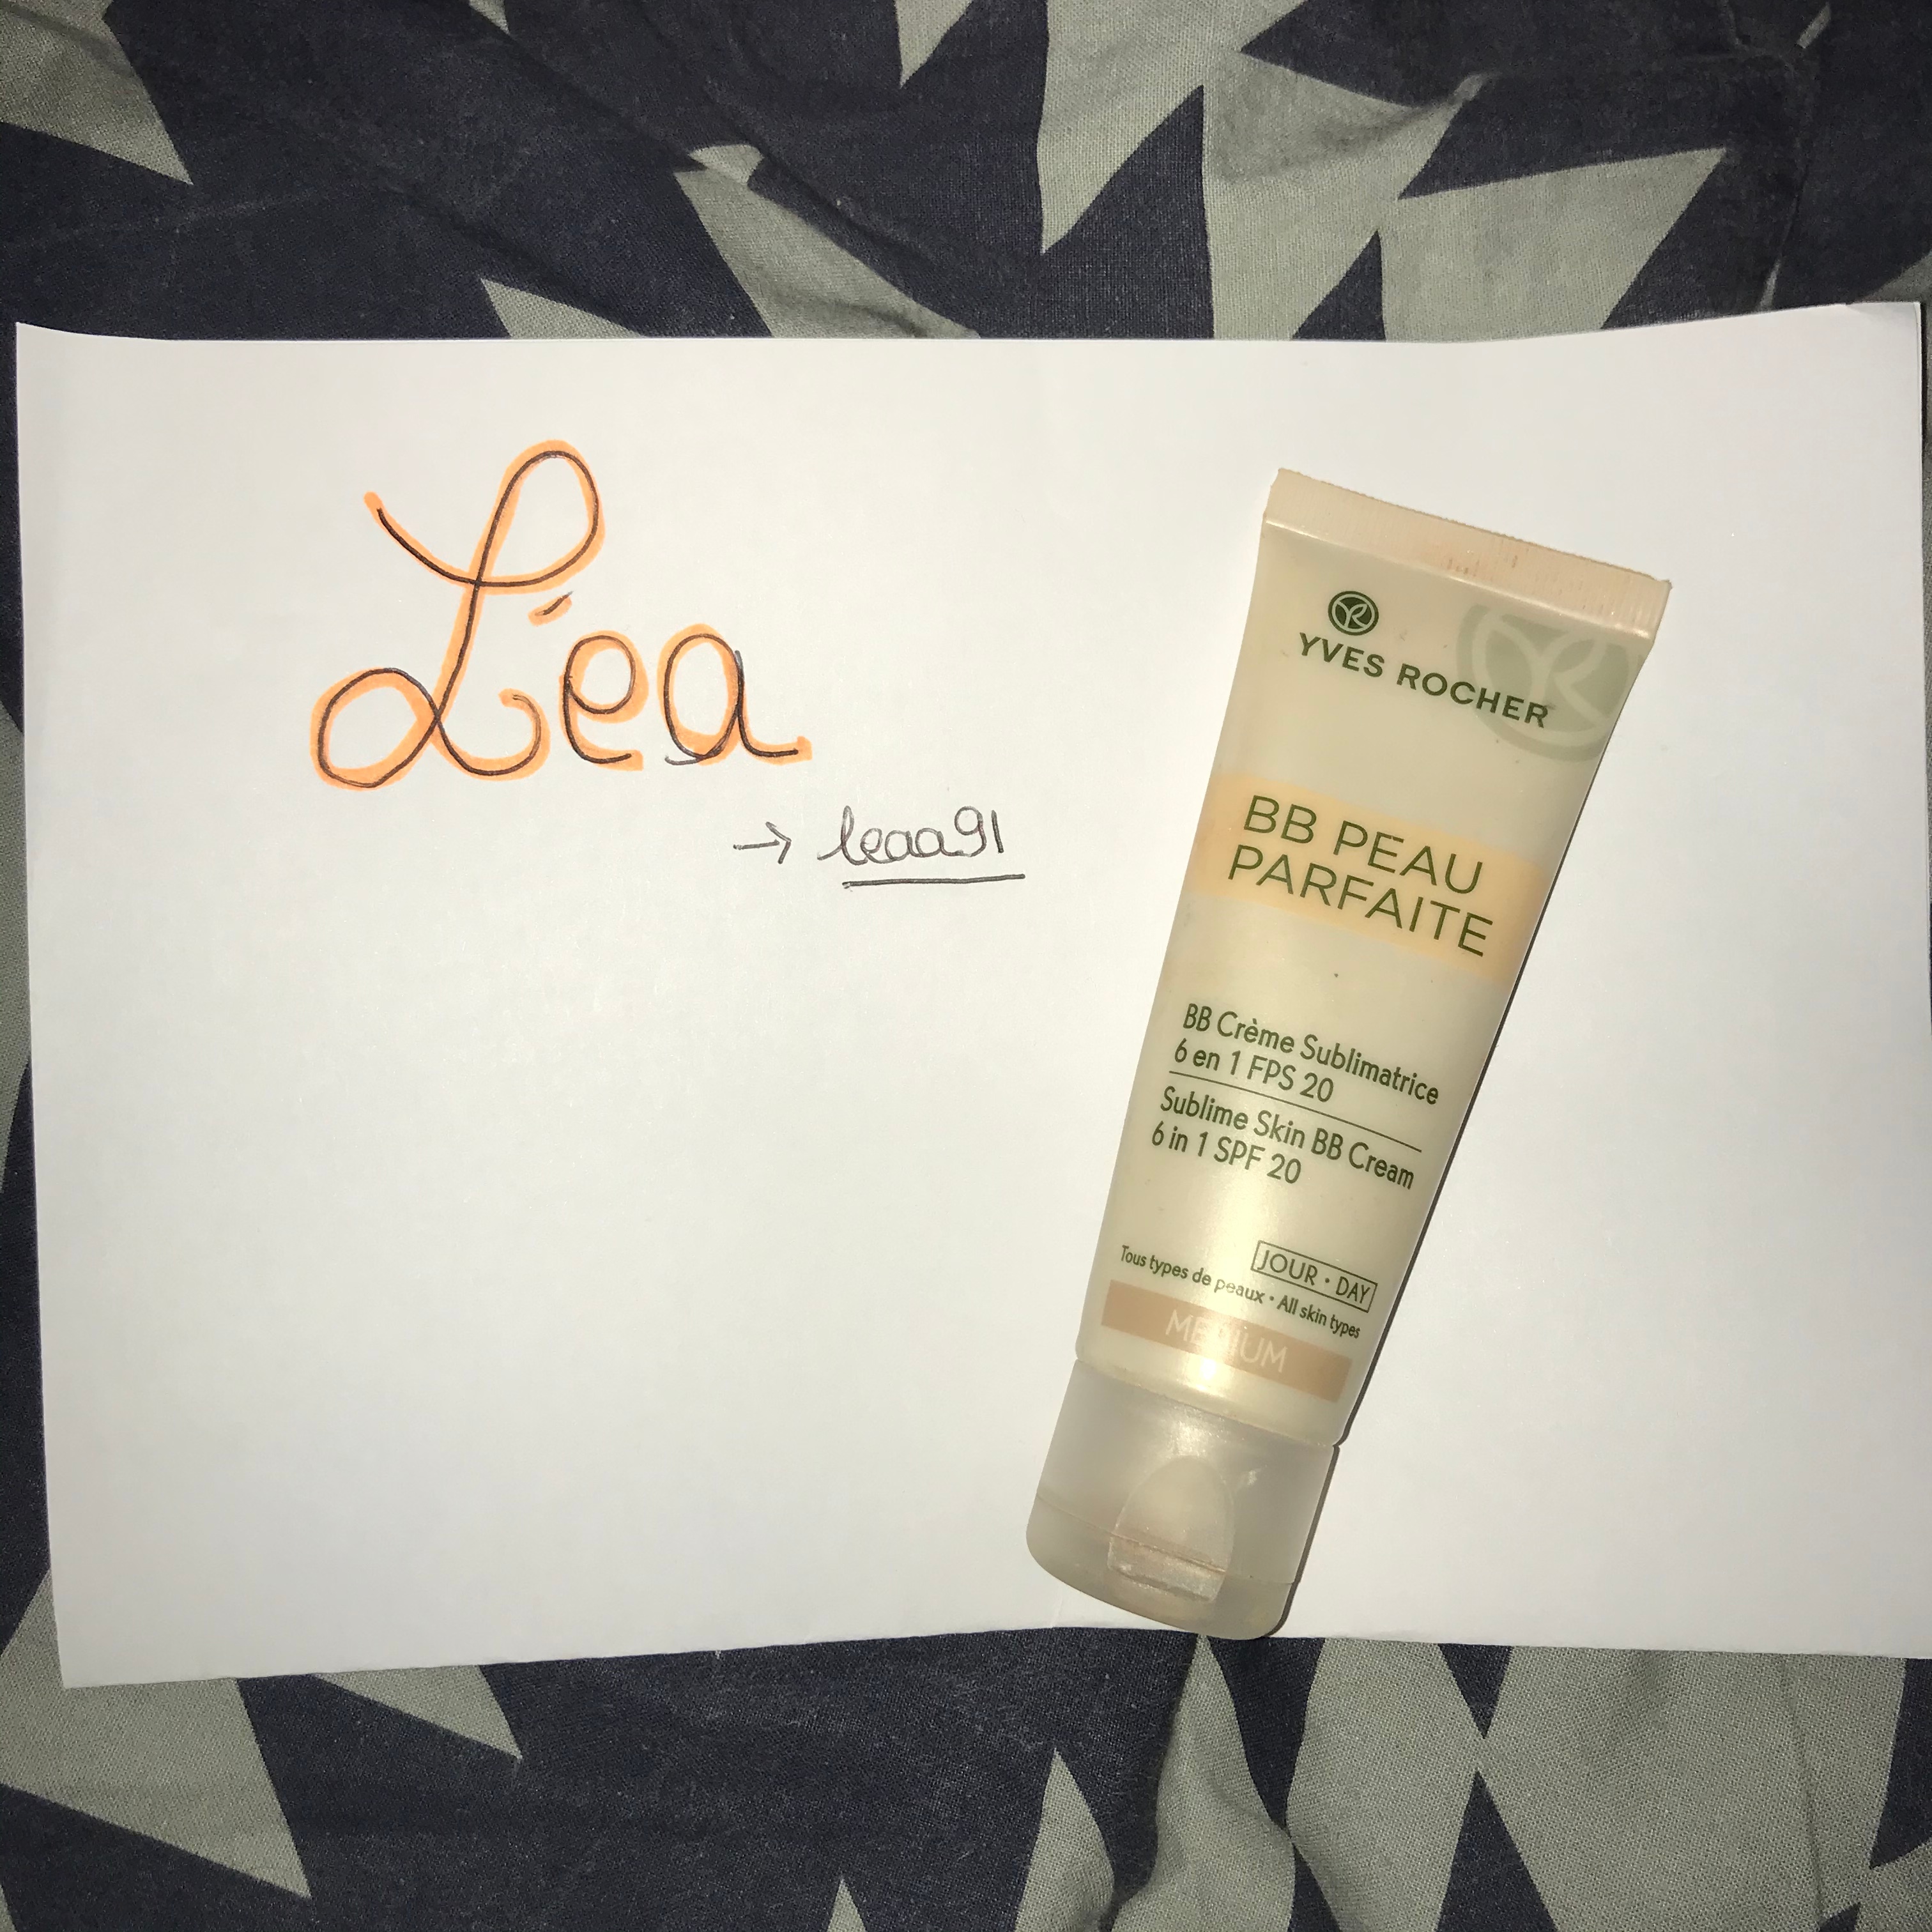 Léa
→ leaa91
YVES ROCHER
BB PEAU
PARFAITE
BB Crème Sublimatrice
6 en 1 FPS 20
Sublime Skin BB Cream
6 in 1 SPF 20
JOUR • DAY
Tous types de peaux • All skin types
MEDIUM